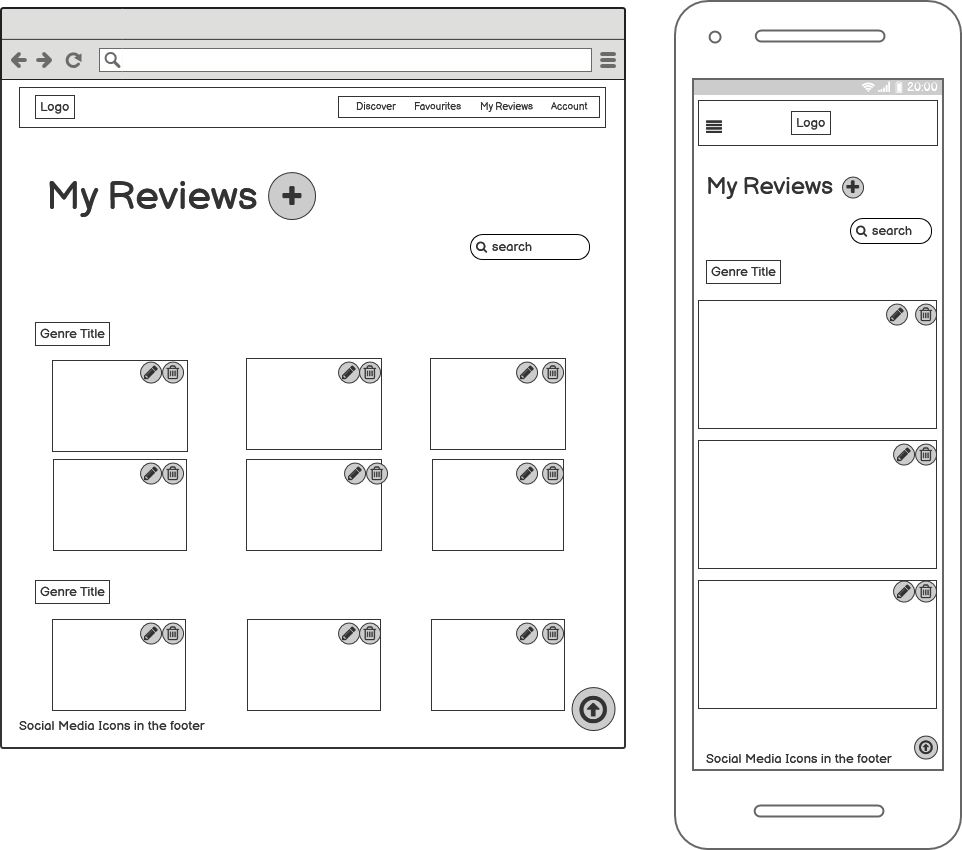 Logo
Discover Favourites My Reviews Account
My Reviews
search
Genre Title
Genre Title
Social Media Icons in the footer
20:00
Logo
My Reviews
search
Genre Title
Social Media Icons in the footer